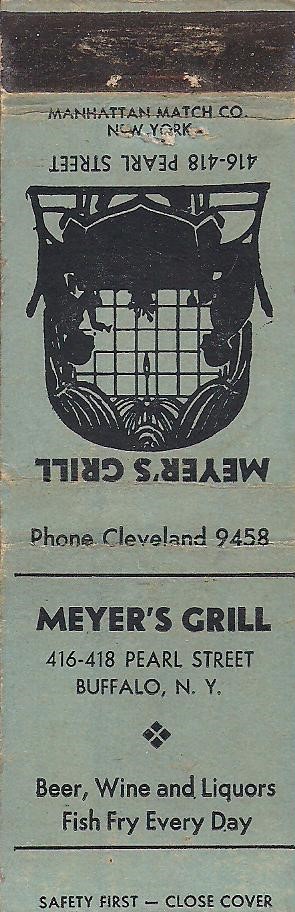 MANHATTAN MATCH CO.
NEW YORK
416-418 PEARL STREET
MEYER'S GRILL
Phone Cleveland 9458
MEYER'S GRILL
416-418 PEARL STREET
BUFFALO, N. Y.
Beer, Wine and Liquors
Fish Fry Every Day
SAFETY FIRST — CLOSE COVER